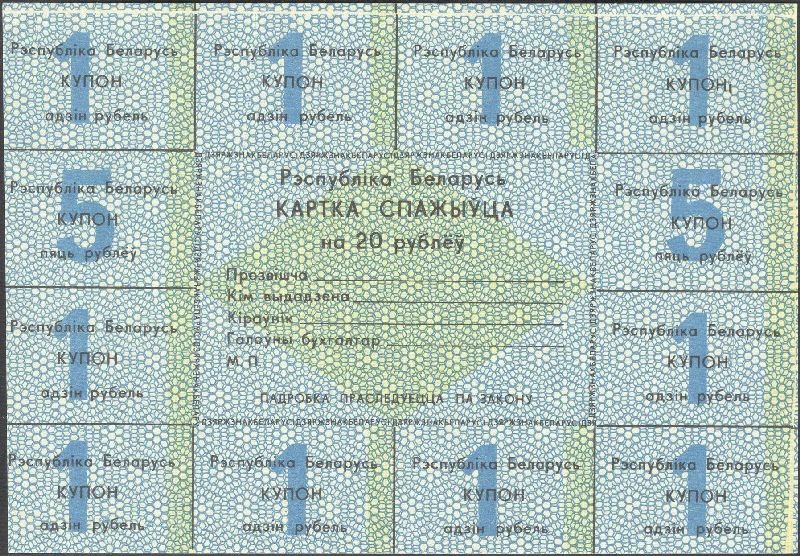 1 1 1 1
Рэспубліка Беларусь Рэспубліка Беларусь Рэспубліка Беларусь Рэспубліка Беларусь
КУПОН КУПОН КУПОН КУПОН
адзін рубель адзін рубель адзін рубель адзін рубель
5
Рэспубліка Беларусь
КУПОН
пяць рублёў
ДЗЯРЖЗНАКБЕЛАРУСІ
Рэспубліка Беларусь
КАРТКА СПАЖЫЎЦА
на 20 рублёў
Прозвішча
Кім выдадзена
Кіраўнік
Галоўны бухгалтар
М.П
ПАДРОБКА ПРАСЛЕДУЕЦЦА ПА ЗАКОНУ
ДЗЯРЖЗНАКБЕЛАРУСІ
5
Рэспубліка Беларусь
КУПОН
пяць рублёў
1
Рэспубліка Беларусь
КУПОН
адзін рубель
1
Рэспубліка Беларусь
КУПОН
адзін рубель
1 1 1 1
Рэспубліка Беларусь Рэспубліка Беларусь Рэспубліка Беларусь Рэспубліка Беларусь
КУПОН КУПОН КУПОН КУПОН
адзін рубель адзін рубель адзін рубель адзін рубель